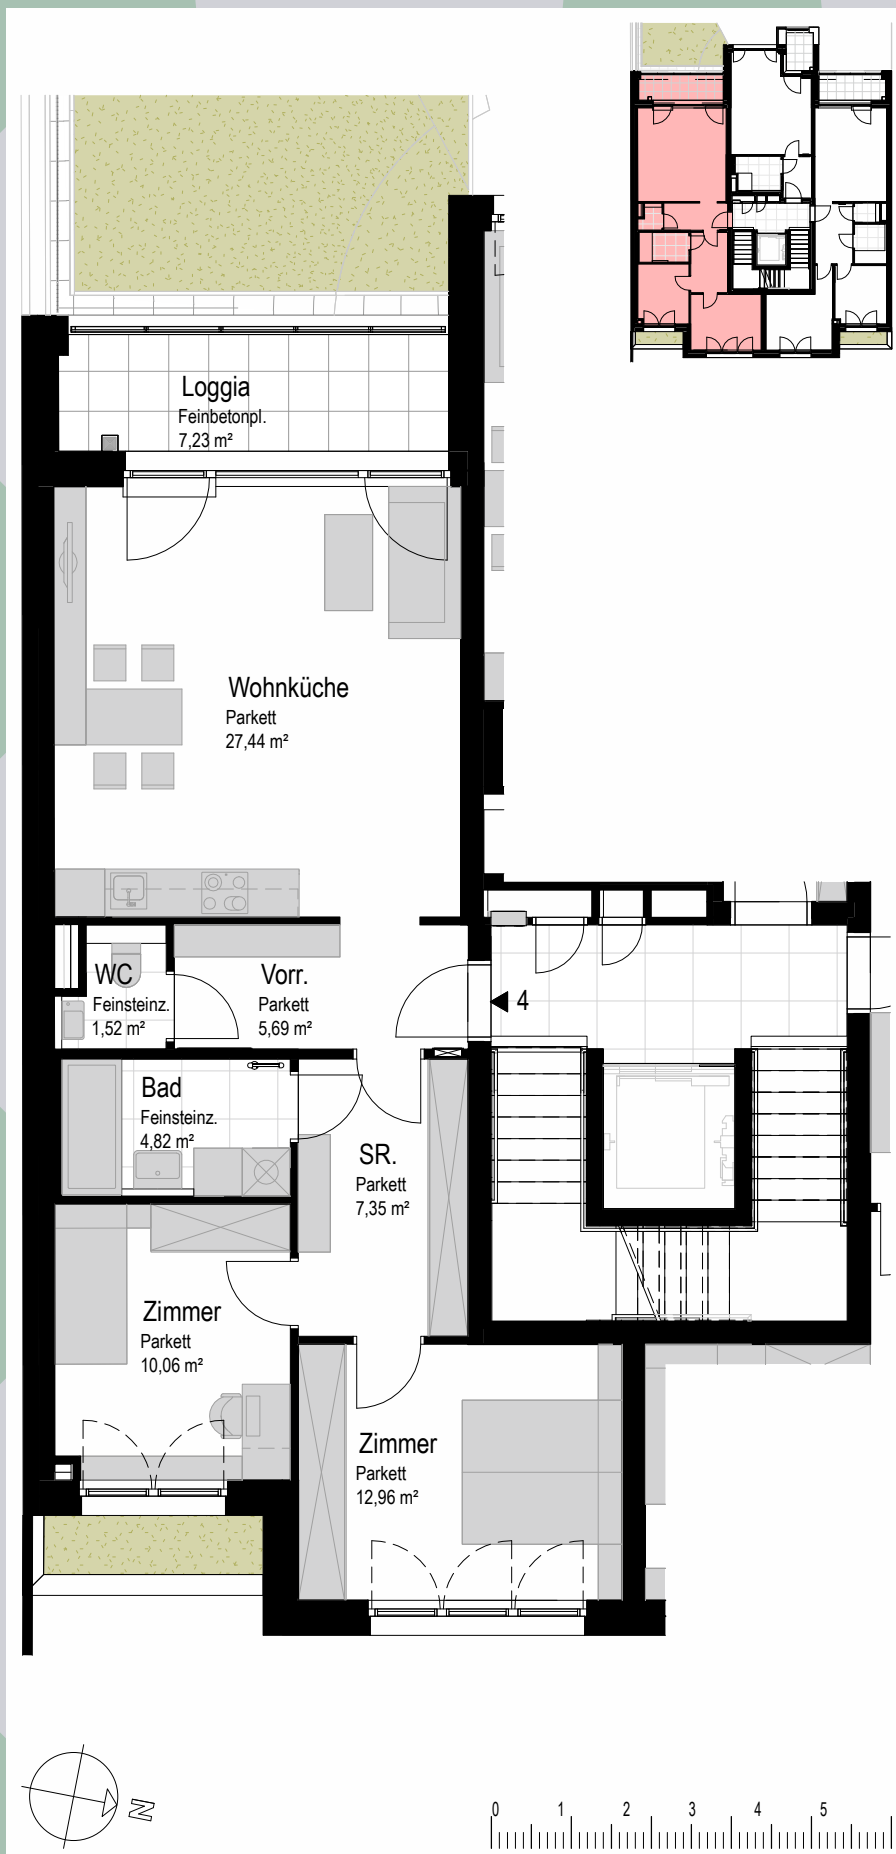 Loggia
Feinbetonpl.
7,23 m²
Wohnküche
Parkett
27,44 m²
WC
Feinsteinz.
1,52 m²
Vorr.
Parkett
5,69 m²
4
Bad
Feinsteinz.
4,82 m²
SR.
Parkett
7,35 m²
Zimmer
Parkett
10,06 m²
Zimmer
Parkett
12,96 m²
N
0 1 2 3 4 5